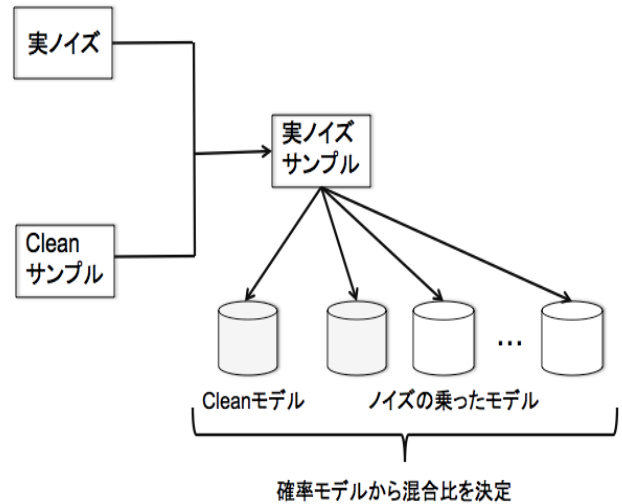 実ノイズ
実ノイズ
サンプル
Clean
サンプル
...
Cleanモデル
ノイズの乗ったモデル
確率モデルから混合比を決定